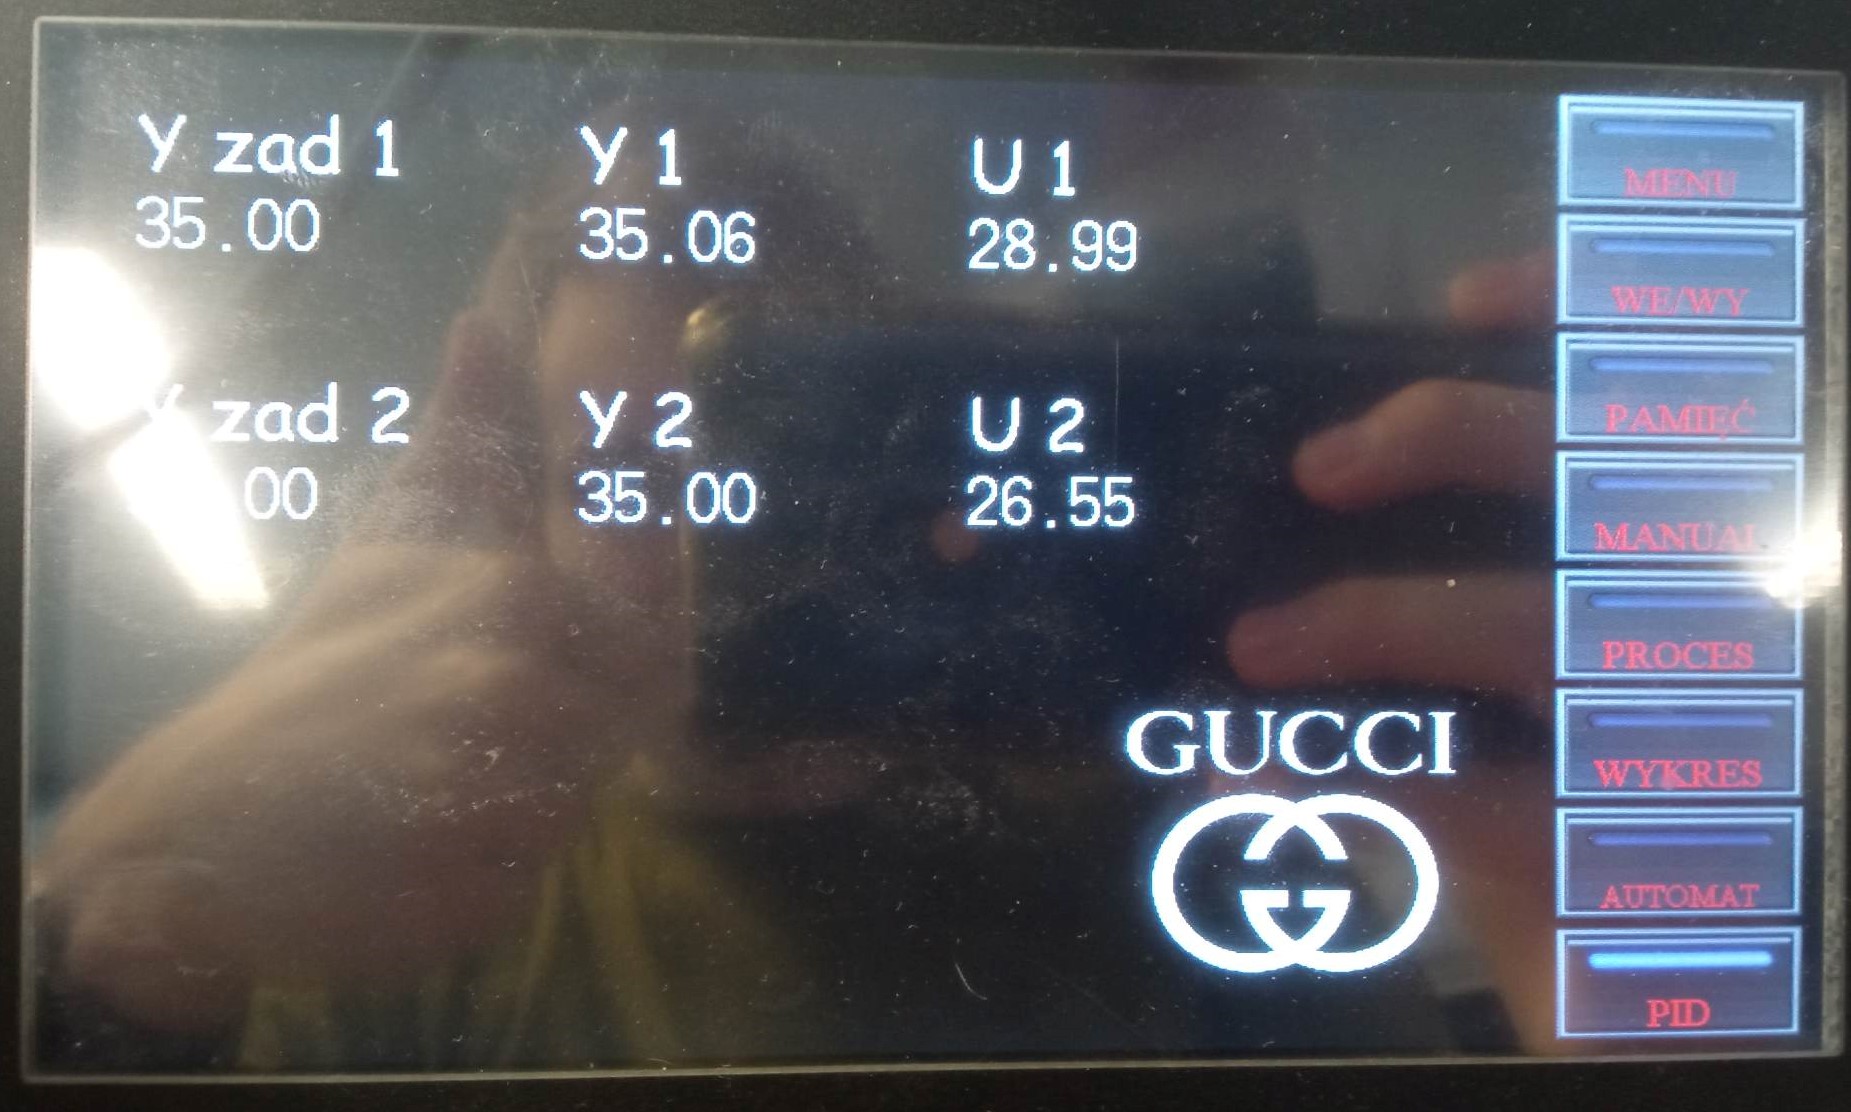 Y zad 1
35.00
Y 1
35.06
U 1
28.99
Y zad 2
.00
Y 2
35.00
U 2
26.55
GUCCI
MENU
WE/WY
PAMIĘĆ
MANUAL
PROCES
WYKRES
AUTOMAT
PID